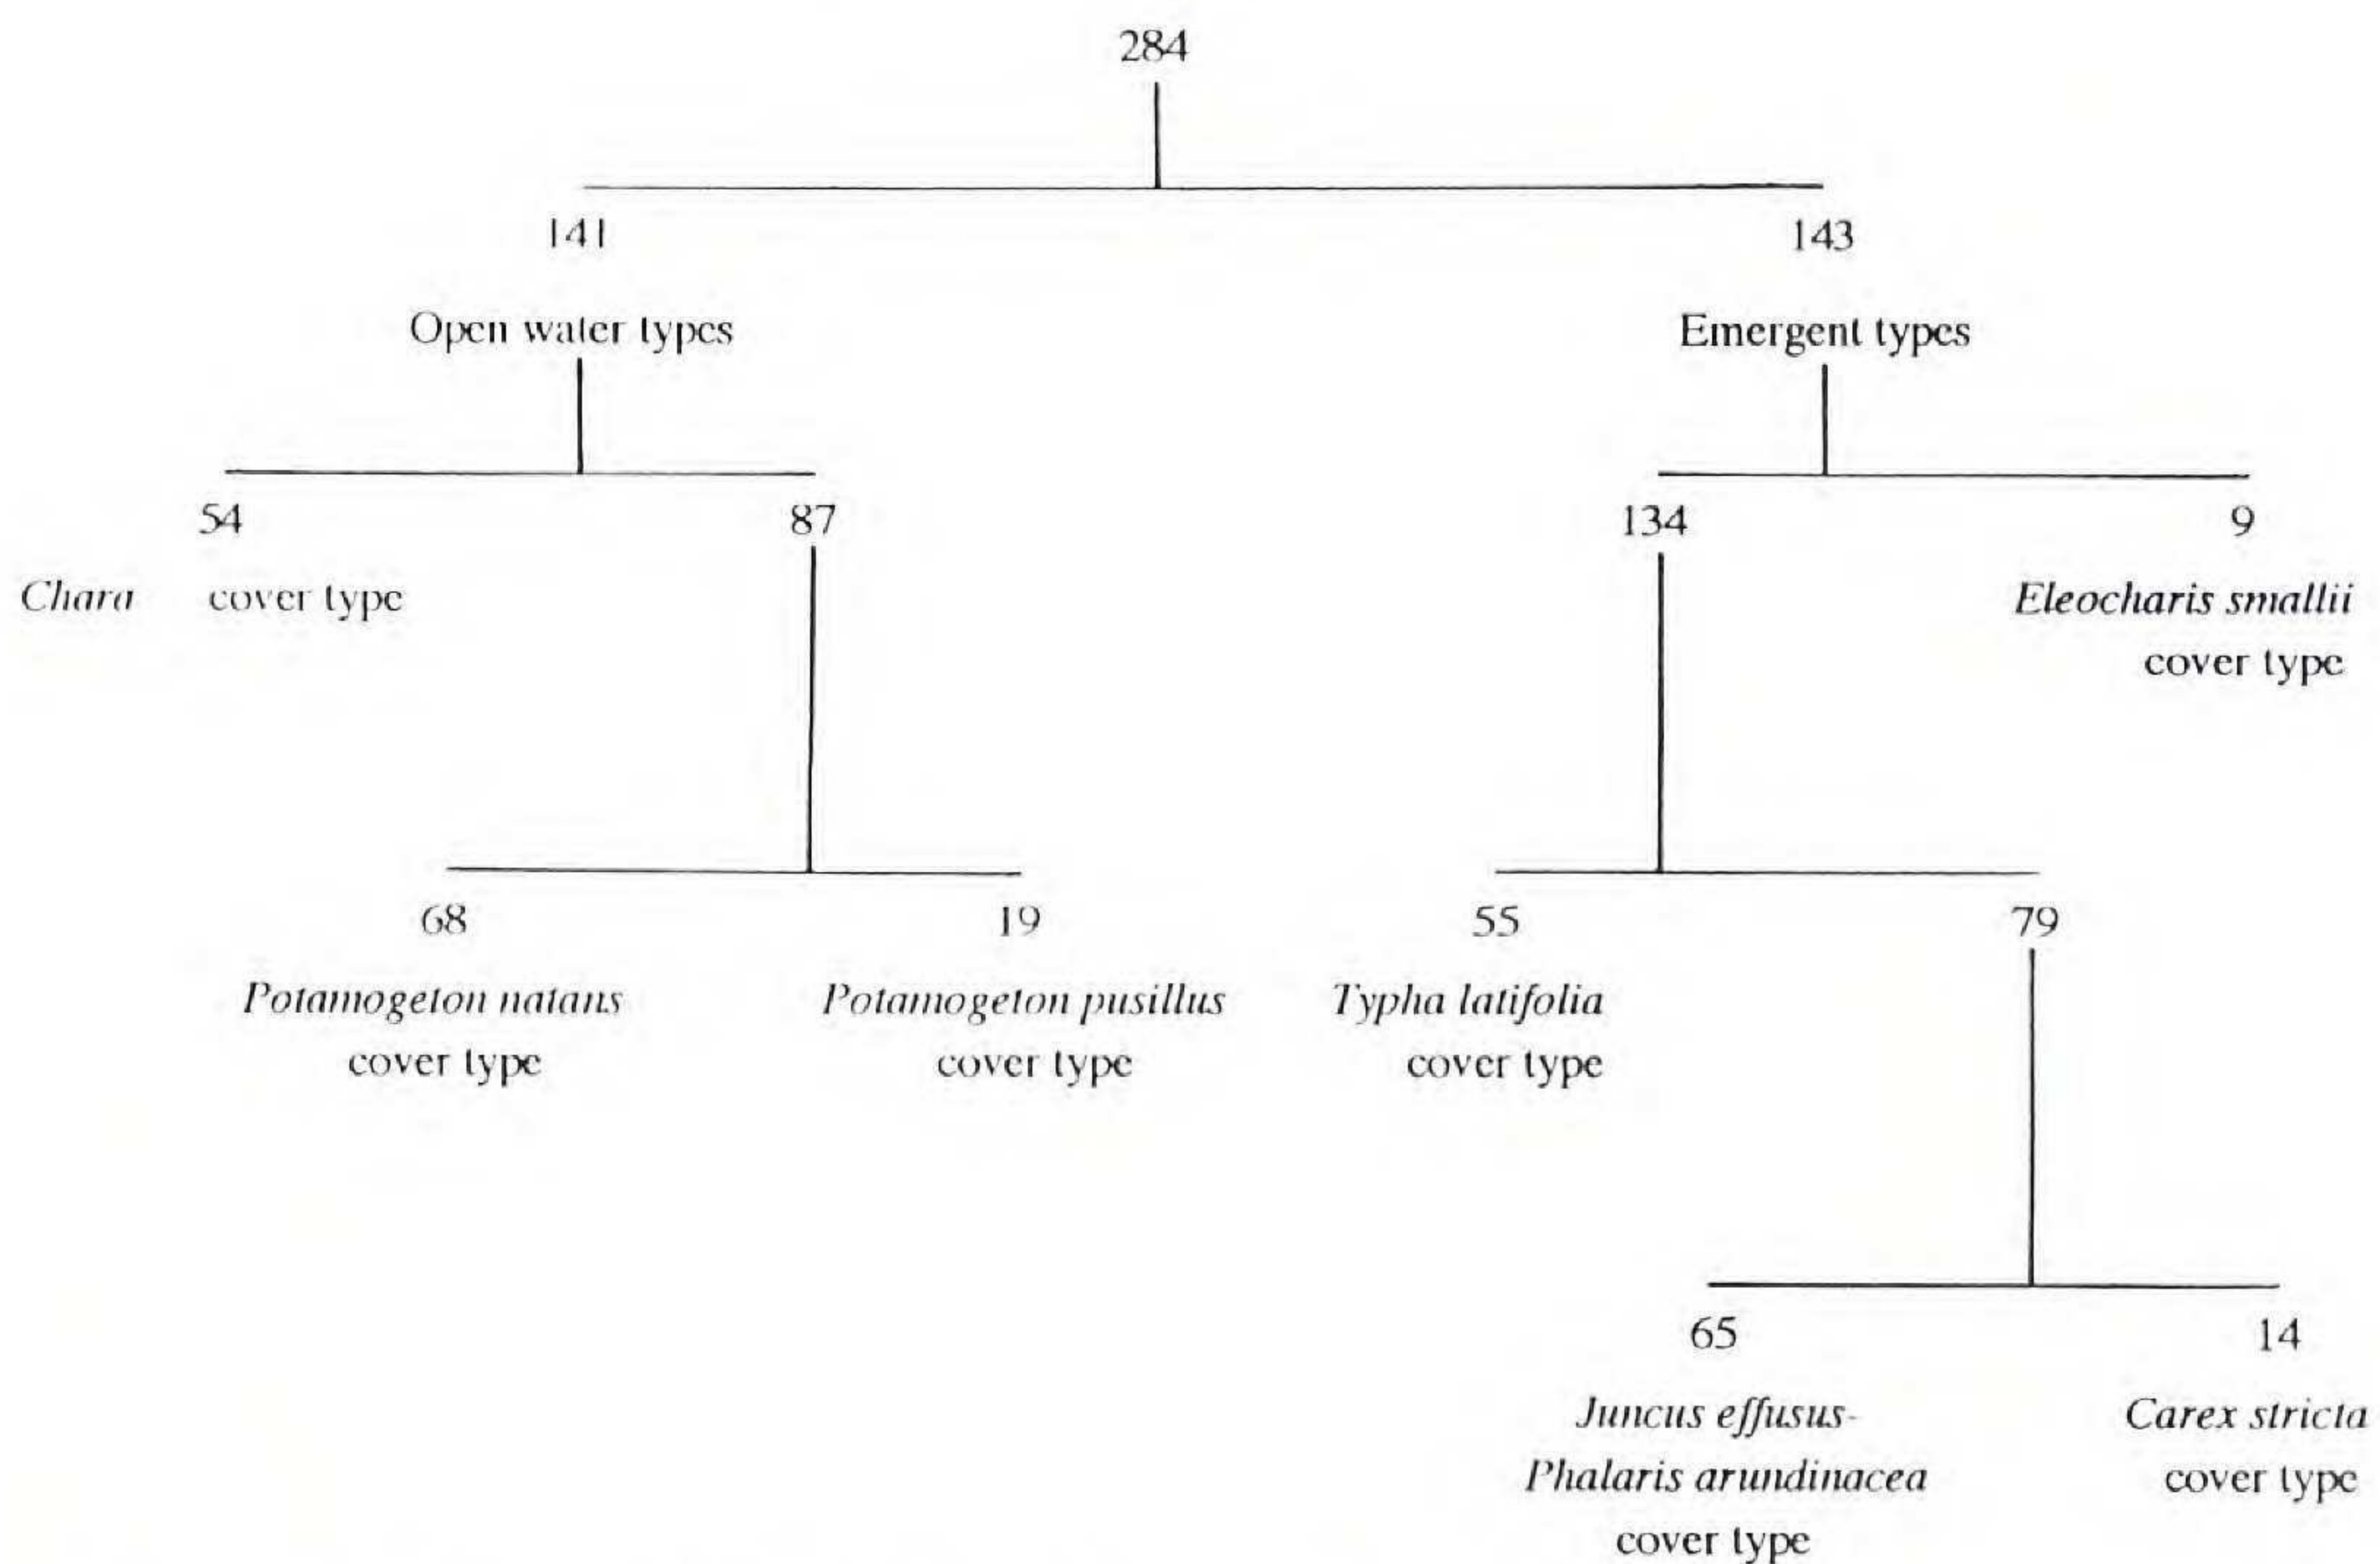 284
141 143
Open water types Emergent types
54 87 134 9
Chara cover type Eleocharis smallii
cover type
68 19 55 79
Potamogeton natans Potamogeton pusillus Typha latifolia
cover type cover type cover type
65 14
Juncus effusus- Carex stricta
Phalaris arundinacea cover type
cover type